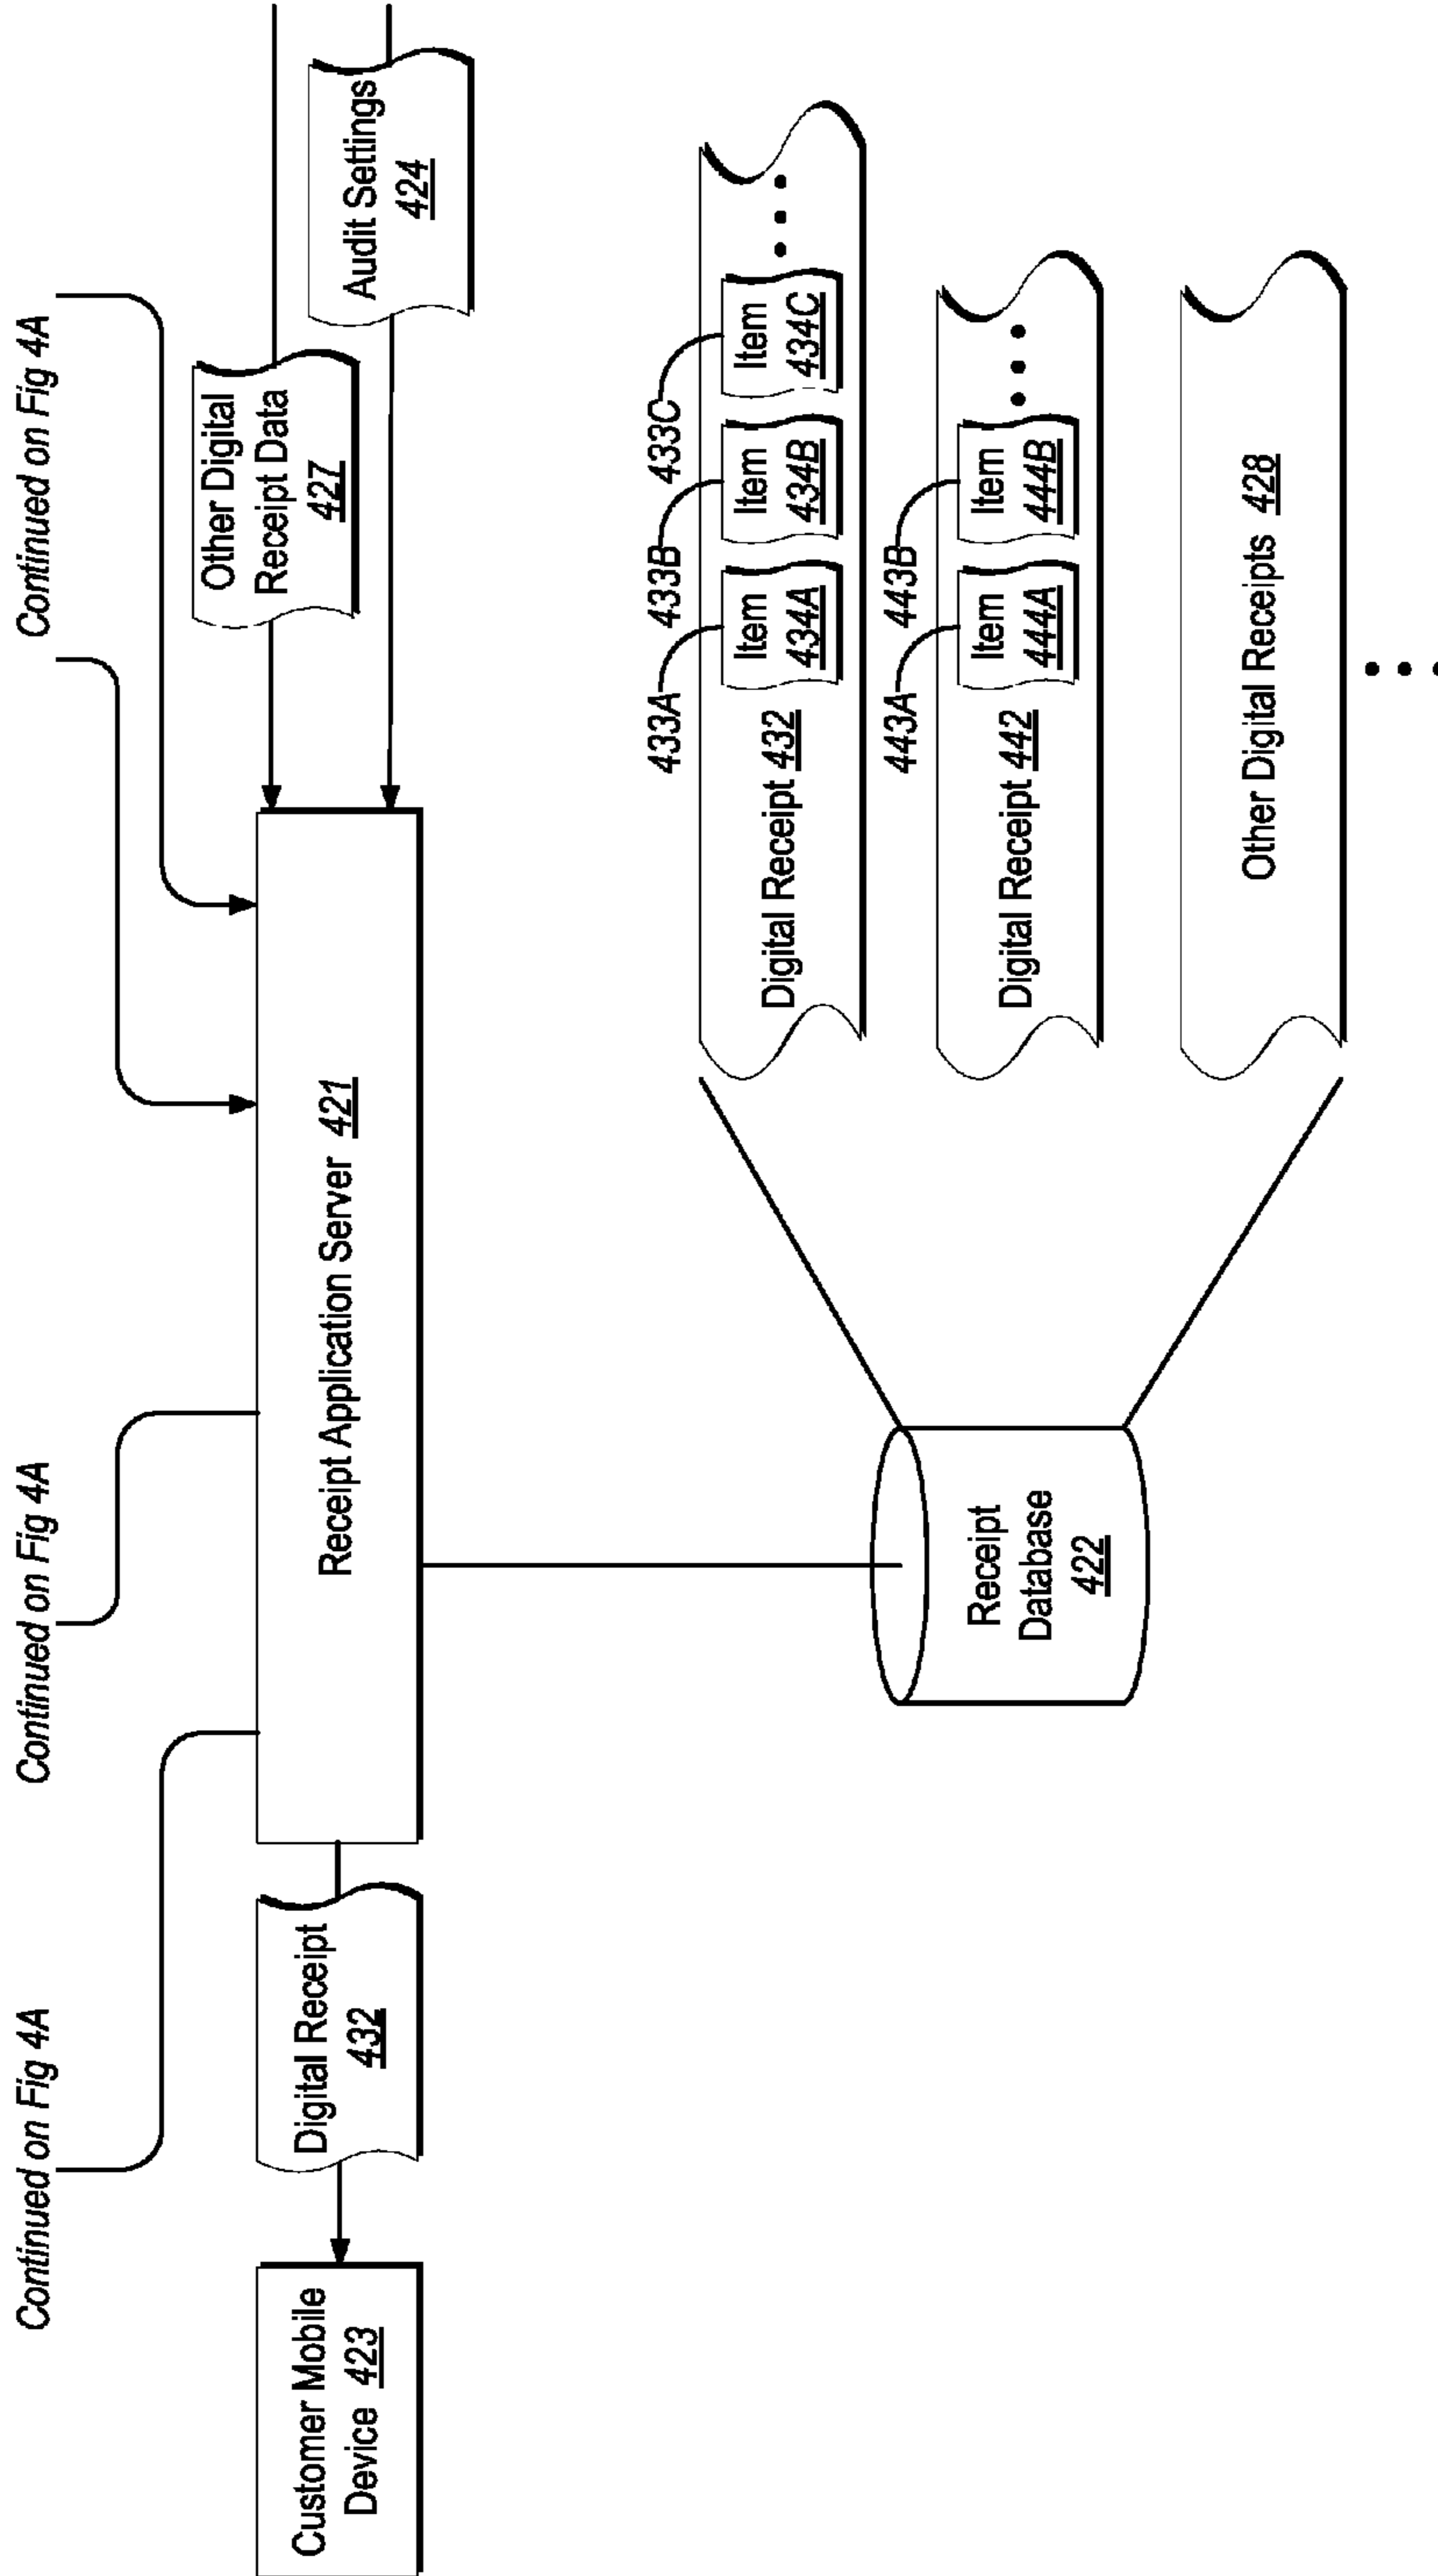 Continued on Fig 4A
Continued on Fig 4A
Continued on Fig 4A
Customer Mobile
Device 423
Digital Receipt
432
Receipt Application Server 421
Other Digital
Receipt Data
427
Audit Settings
424
Receipt
Database
422
433A
433B
433C
Digital Receipt 432
Item
434A
Item
434B
Item
434C
443A
443B
Digital Receipt 442
Item
444A
Item
444B
Other Digital Receipts 428